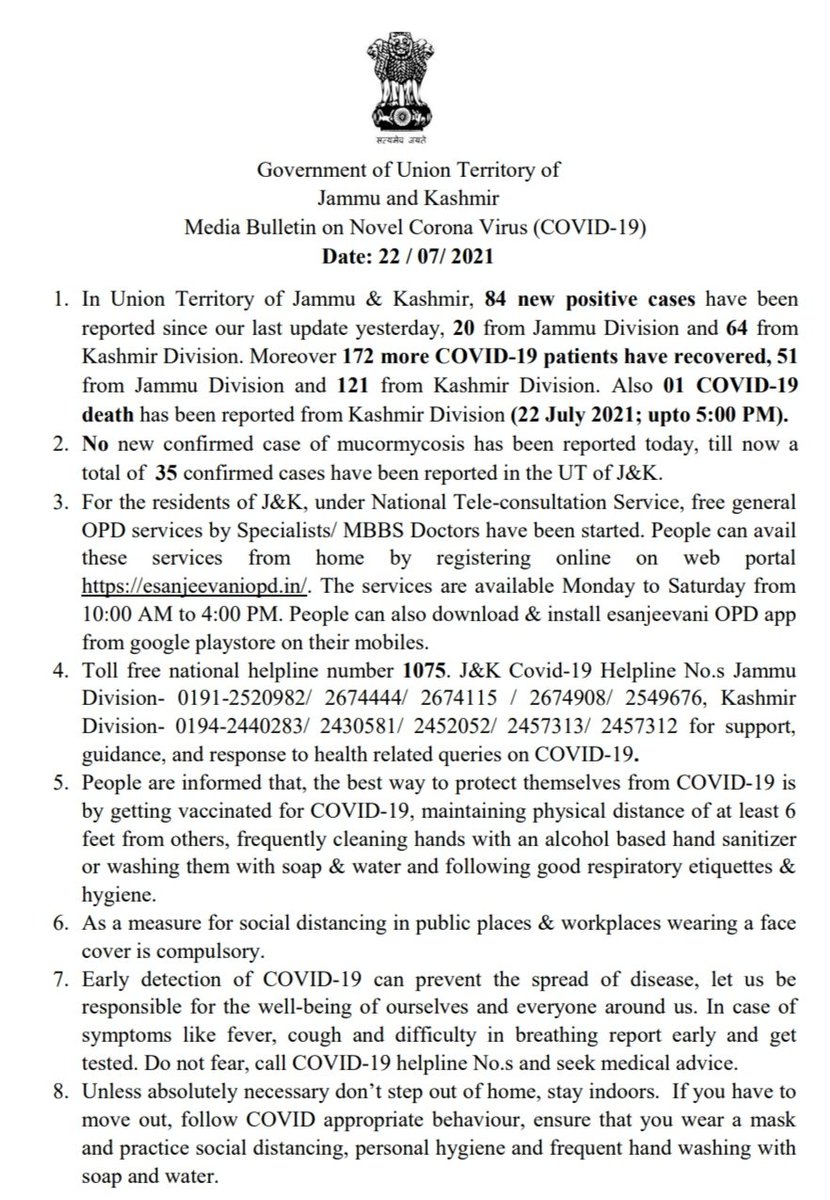 सत्यमेव जयते
Government of Union Territory of
Jammu and Kashmir
Media Bulletin on Novel Corona Virus (COVID-19)
Date: 22 / 07/ 2021
1. In Union Territory of Jammu & Kashmir, 84 new positive cases have been
reported since our last update yesterday, 20 from Jammu Division and 64 from
Kashmir Division. Moreover 172 more COVID-19 patients have recovered, 51
from Jammu Division and 121 from Kashmir Division. Also 01 COVID-19
death has been reported from Kashmir Division (22 July 2021; upto 5:00 PM).
2. No new confirmed case of mucormycosis has been reported today, till now a
total of 35 confirmed cases have been reported in the UT of J&K.
3. For the residents of J&K, under National Tele-consultation Service, free general
OPD services by Specialists/ MBBS Doctors have been started. People can avail
these services from home by registering online on web portal
https://esanjeevaniopd.in/. The services are available Monday to Saturday from
10:00 AM to 4:00 PM. People can also download & install esanjeevani OPD app
from google playstore on their mobiles.
4. Toll free national helpline number 1075. J&K Covid-19 Helpline No.s Jammu
Division- 0191-2520982/ 2674444/ 2674115 / 2674908/ 2549676, Kashmir
Division- 0194-2440283/ 2430581/ 2452052/ 2457313/ 2457312 for support,
guidance, and response to health related queries on COVID-19.
5. People are informed that, the best way to protect themselves from COVID-19 is
by getting vaccinated for COVID-19, maintaining physical distance of at least 6
feet from others, frequently cleaning hands with an alcohol based hand sanitizer
or washing them with soap & water and following good respiratory etiquettes &
hygiene.
6. As a measure for social distancing in public places & workplaces wearing a face
cover is compulsory.
7. Early detection of COVID-19 can prevent the spread of disease, let us be
responsible for the well-being of ourselves and everyone around us. In case of
symptoms like fever, cough and difficulty in breathing report early and get
tested. Do not fear, call COVID-19 helpline No.s and seek medical advice.
8. Unless absolutely necessary don't step out of home, stay indoors. If you have to
move out, follow COVID appropriate behaviour, ensure that you wear a mask
and practice social distancing, personal hygiene and frequent hand washing with
soap and water.